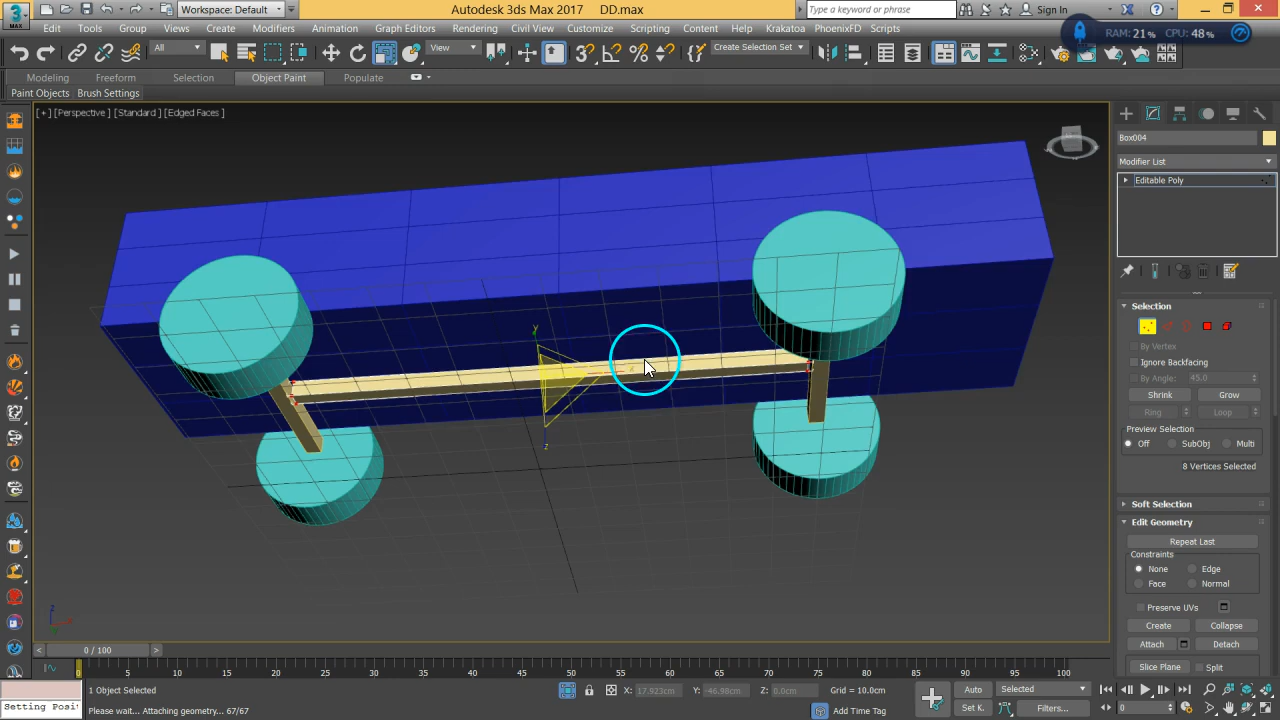 Autodesk 3ds Max 2017 DD.max
Workspace: Default
Type a keyword or phrase
Sign In
Edit Tools Group Views Create Modifiers Animation Graph Editors Rendering Civil View Customize Scripting Content Help Krakatoa PhoenixFD Scripts
RAM: 21% CPU: 48%
All
View
Create Selection Set
Modeling Freeform Selection Object Paint Populate
Paint Objects Brush Settings
[+] [Perspective] [Standard] [Edged Faces]
Box004
Modifier List
Editable Poly
Selection
By Vertex
Ignore Backfacing
By Angle: 45.0
Shrink Grow
Ring Loop
Preview Selection
Off SubObj Multi
8 Vertices Selected
Soft Selection
Edit Geometry
Repeat Last
Constraints
None Edge
Face Normal
Preserve UVs
Create Collapse
Attach Detach
Slice Plane Split
y
z
z
0 / 100
0 5 10 15 20 25 30 35 40 45 50 55 60 65 70 75 80 85 90 95 100
1 Object Selected
X: 17.923cm Y: -46.98cm Z: 0.0cm Grid = 10.0cm
Auto Selected
Setting Posi
Please wait... Attaching geometry... 67/67
Add Time Tag
Set K. Filters...
0